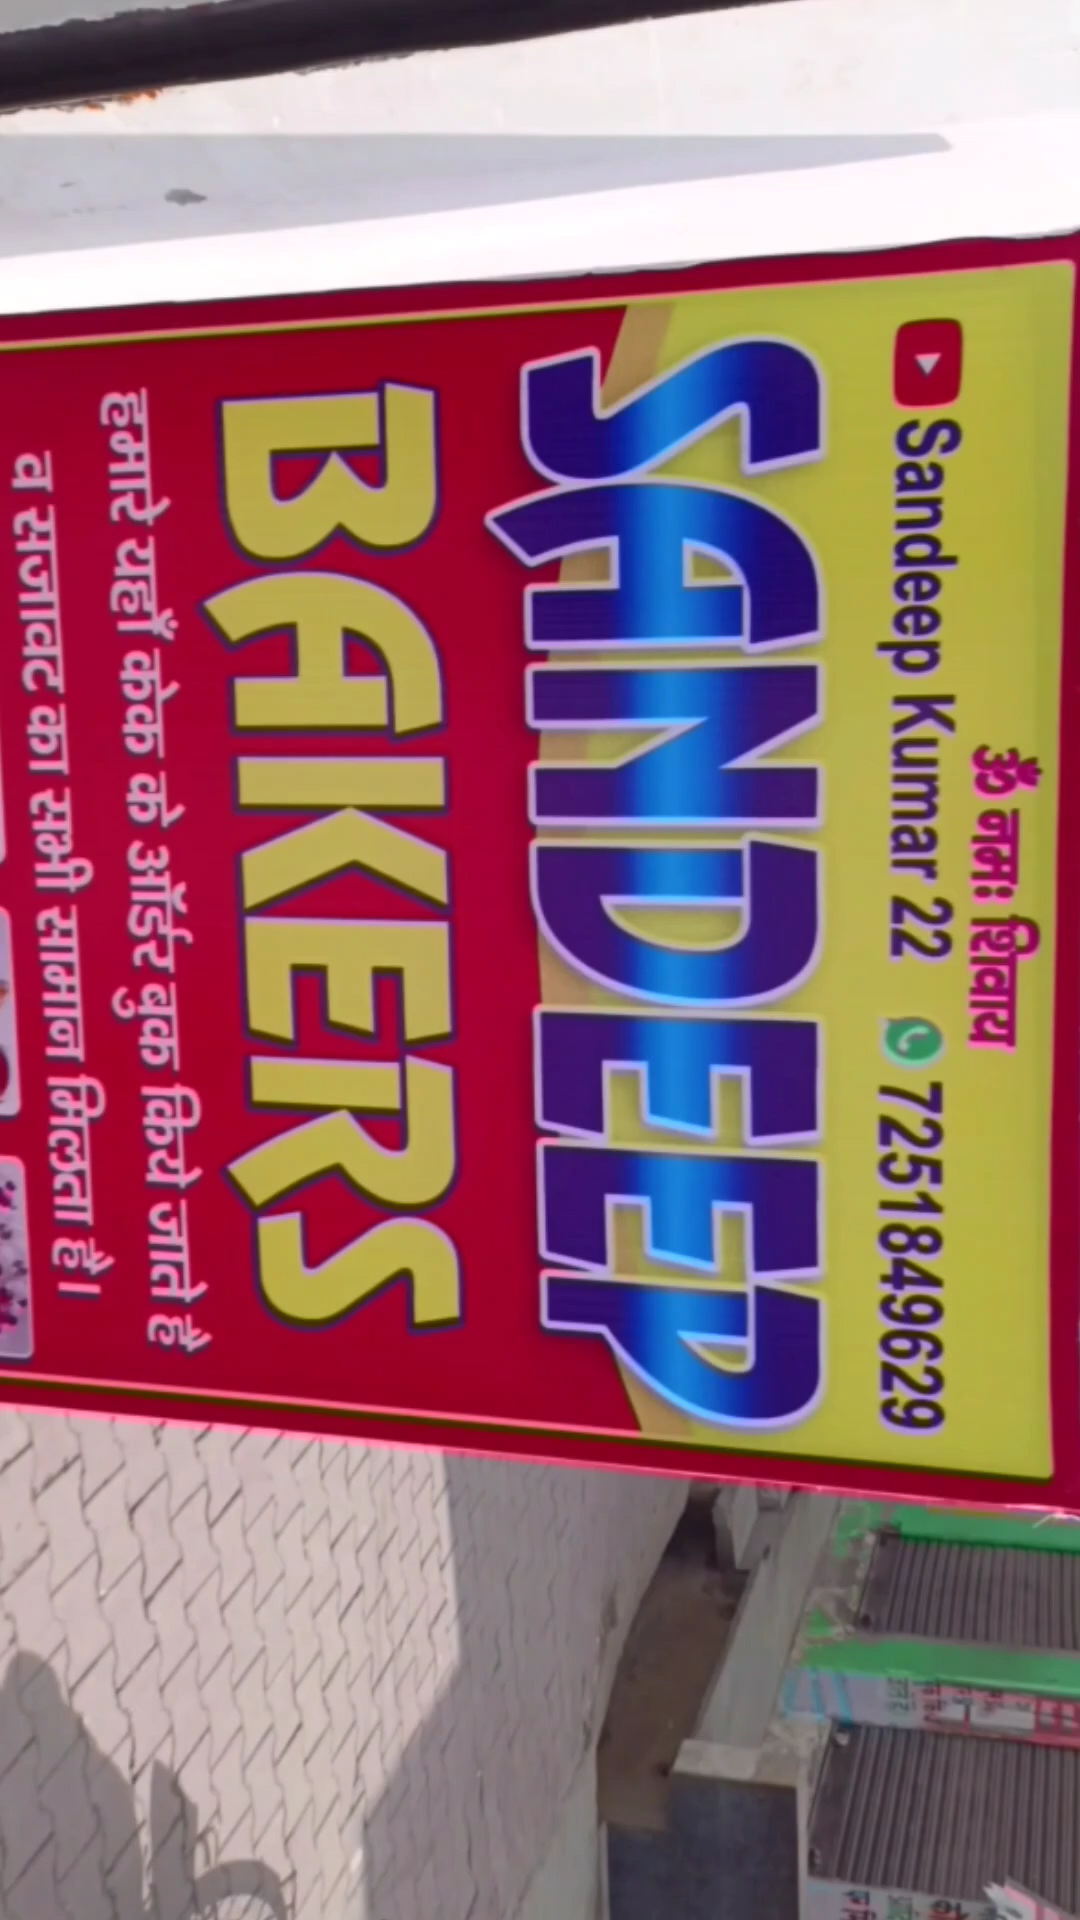 ॐ नमः शिवाय
Sandeep Kumar 22 7251849629
SANDEEP
BAKERS
हमारे यहाँ केक के ऑर्डर बुक किये जाते है
व सजावट का सभी सामान मिलता है।